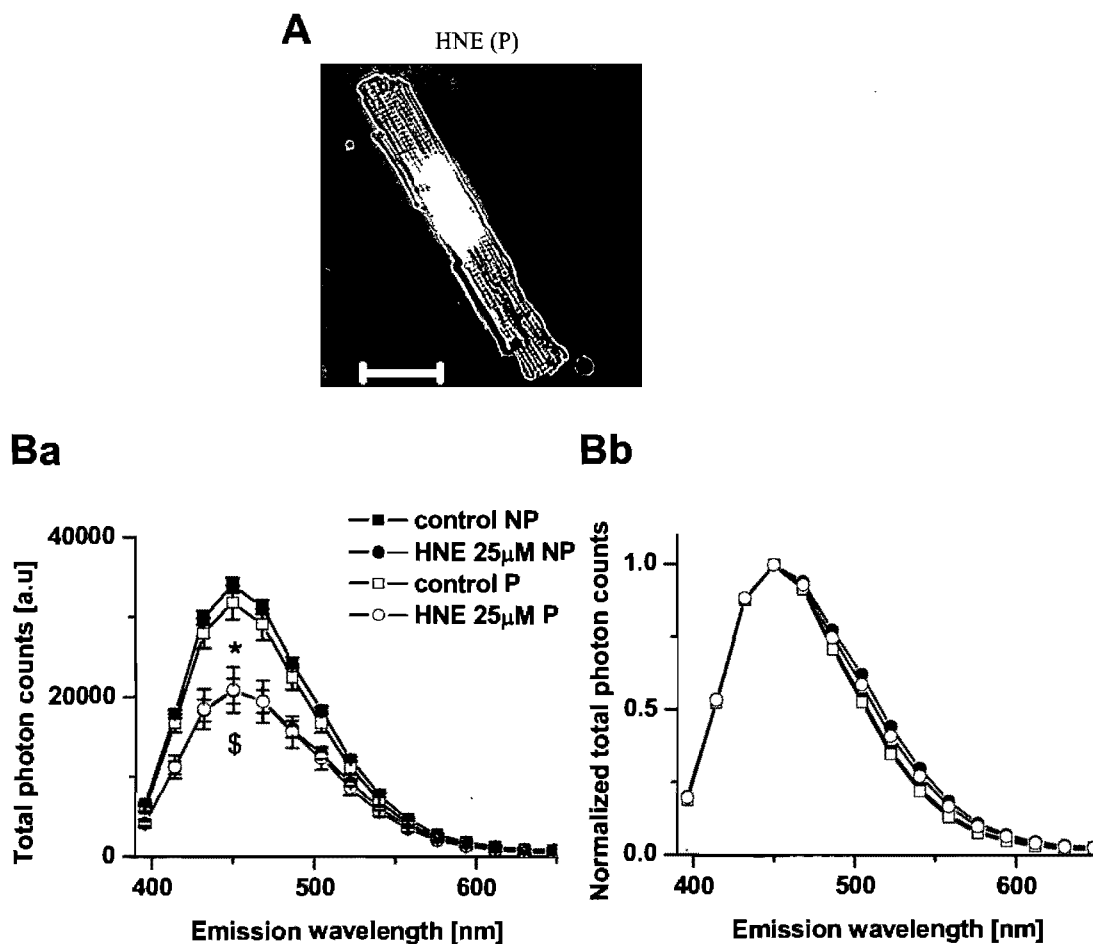 A
HNE (P)
Ba
control NP
HNE 25μM NP
control P
HNE 25μM P
Total photon counts [a.u]
40000
20000
0
*
$
400
500
600
Emission wavelength [nm]
Bb
Normalized total photon counts
1.0
0.5
0.0
400
500
600
Emission wavelength [nm]